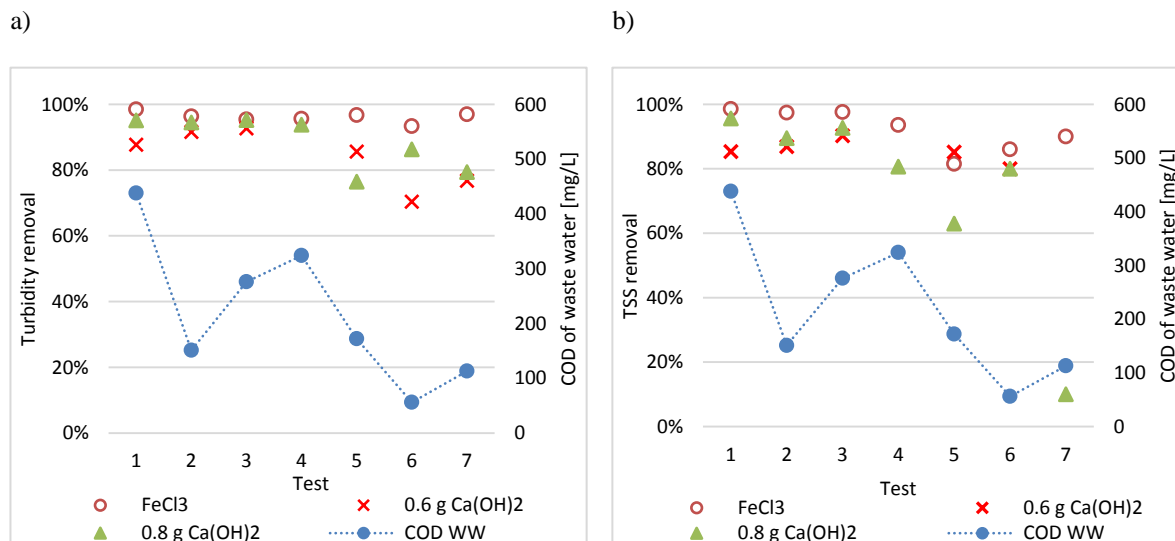 a)
100%
80%
60%
40%
20%
0%
Turbidity removal
600
500
400
300
200
100
0
COD of waste water [mg/L]
1 2 3 4 5 6 7
Test
FeCl3
0.6 g Ca(OH)2
0.8 g Ca(OH)2
COD WW
b)
100%
80%
60%
40%
20%
0%
TSS removal
600
500
400
300
200
100
0
COD of waste water [mg/L]
1 2 3 4 5 6 7
Test
FeCl3
0.6 g Ca(OH)2
0.8 g Ca(OH)2
COD WW